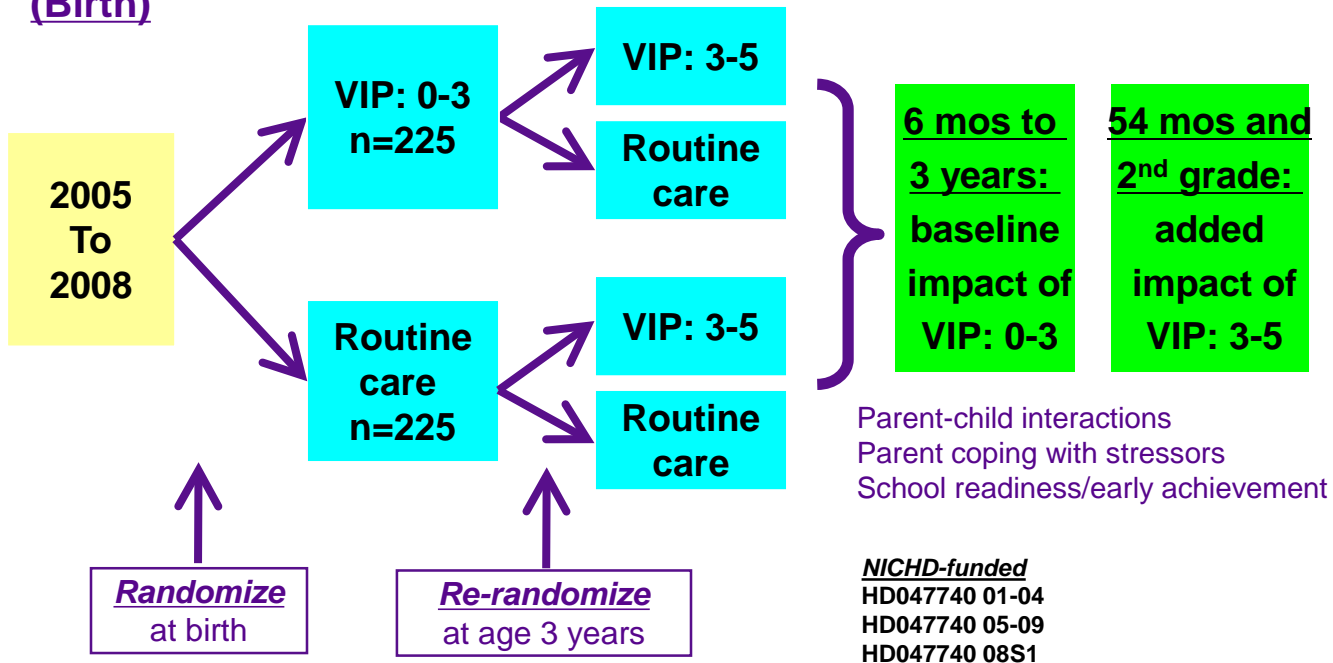 (Birth)
2005
To
2008
VIP: 0-3
n=225
Routine
care
n=225
VIP: 3-5
Routine
care
VIP: 3-5
Routine
care
6 mos to
3 years:
baseline
impact of
VIP: 0-3
54 mos and
2nd grade:
added
impact of
VIP: 3-5
Parent-child interactions
Parent coping with stressors
School readiness/early achievement
Randomize
at birth
Re-randomize
at age 3 years
NICHD-funded
HD047740 01-04
HD047740 05-09
HD047740 08S1